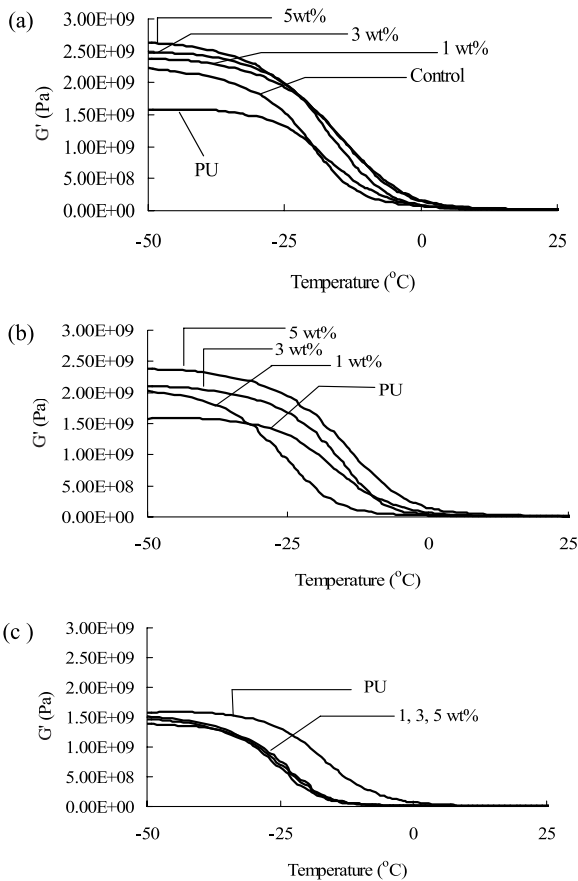 (a)
3.00E+09
2.50E+09
2.00E+09
1.50E+09
1.00E+09
5.00E+08
0.00E+00
G' (Pa)
5wt%
3 wt%
1 wt%
Control
PU
-50
-25
0
25
Temperature (°C)
(b)
3.00E+09
2.50E+09
2.00E+09
1.50E+09
1.00E+09
5.00E+08
0.00E+00
G' (Pa)
5 wt%
3 wt%
1 wt%
PU
-50
-25
0
25
Temperature (°C)
(c )
3.00E+09
2.50E+09
2.00E+09
1.50E+09
1.00E+09
5.00E+08
0.00E+00
G' (Pa)
PU
1, 3, 5 wt%
-50
-25
0
25
Temperature (°C)